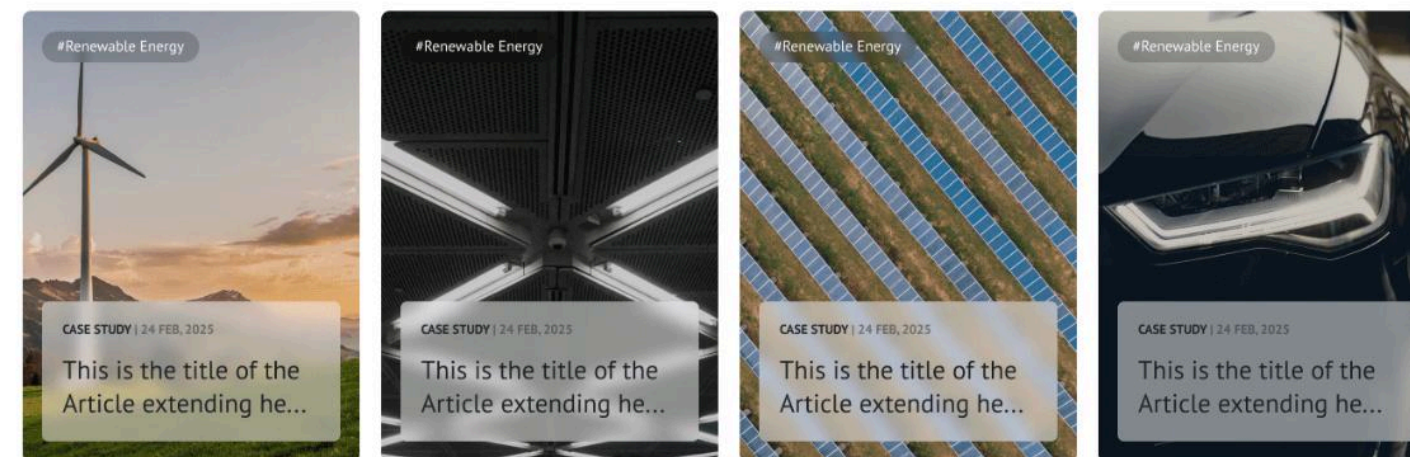 #Renewable Energy
CASE STUDY | 24 FEB, 2025
This is the title of the
Article extending he...
#Renewable Energy
CASE STUDY | 24 FEB, 2025
This is the title of the
Article extending he...
#Renewable Energy
CASE STUDY | 24 FEB, 2025
This is the title of the
Article extending he...
#Renewable Energy
CASE STUDY | 24 FEB, 2025
This is the title of the
Article extending he...